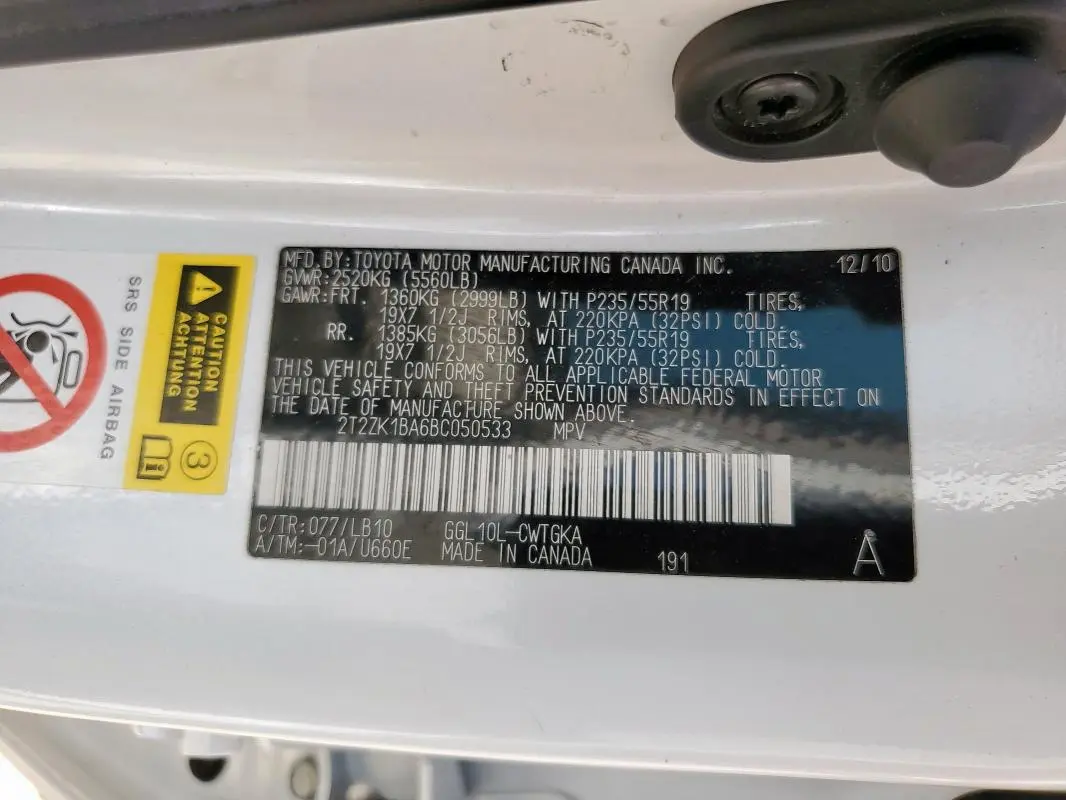 MFD.BY:TOYOTA MOTOR MANUFACTURING CANADA INC. 12/10
GVWR:2520KG (5560LB)
GAWR:FRT. 1360KG (2999LB) WITH P235/55R19 TIRES,
19X7 1/2J RIMS, AT 220KPA (32PSI) COLD.
RR. 1385KG (3056LB) WITH P235/55R19 TIRES,
19X7 1/2J RIMS, AT 220KPA (32PSI) COLD.
THIS VEHICLE CONFORMS TO ALL APPLICABLE FEDERAL MOTOR
VEHICLE SAFETY AND THEFT PREVENTION STANDARDS IN EFFECT ON
THE DATE OF MANUFACTURE SHOWN ABOVE.
2T2ZK1BA6BC050533 MPV
C/TR:077/LB10 GGL10L-CWTGKA
A/TM:-01A/U660E MADE IN CANADA 191 A
SRS SIDE AIRBAG
CAUTION
ATTENTION
ACHTUNG
3